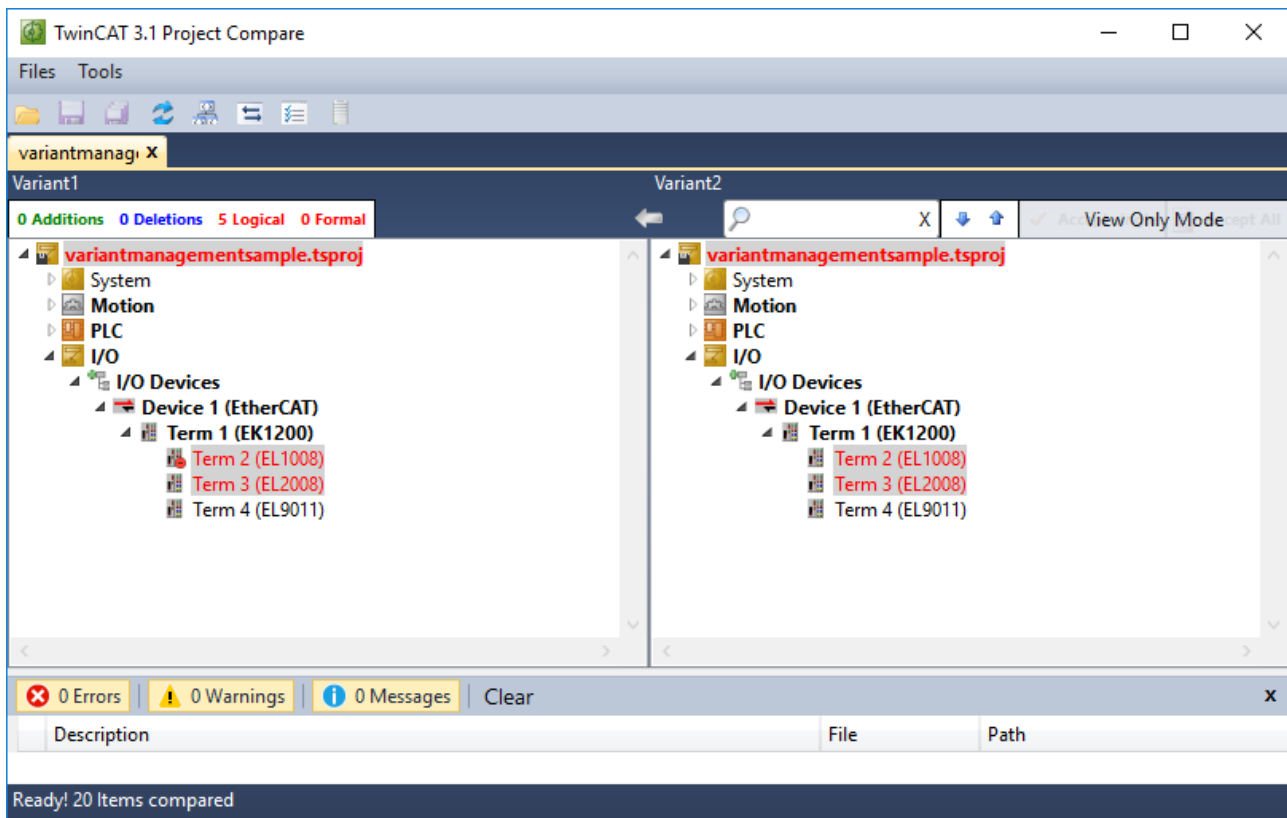 TwinCAT 3.1 Project Compare
Files Tools
variantmanag X
Variant1 Variant2
0 Additions 0 Deletions 5 Logical 0 Formal X View Only Mode ept All
variantmanagementsample.tsproj variantmanagementsample.tsproj
System System
Motion Motion
PLC PLC
I/O I/O
I/O Devices I/O Devices
Device 1 (EtherCAT) Device 1 (EtherCAT)
Term 1 (EK1200) Term 1 (EK1200)
Term 2 (EL1008) Term 2 (EL1008)
Term 3 (EL2008) Term 3 (EL2008)
Term 4 (EL9011) Term 4 (EL9011)
0 Errors 0 Warnings 0 Messages Clear x
Description File Path
Ready! 20 Items compared